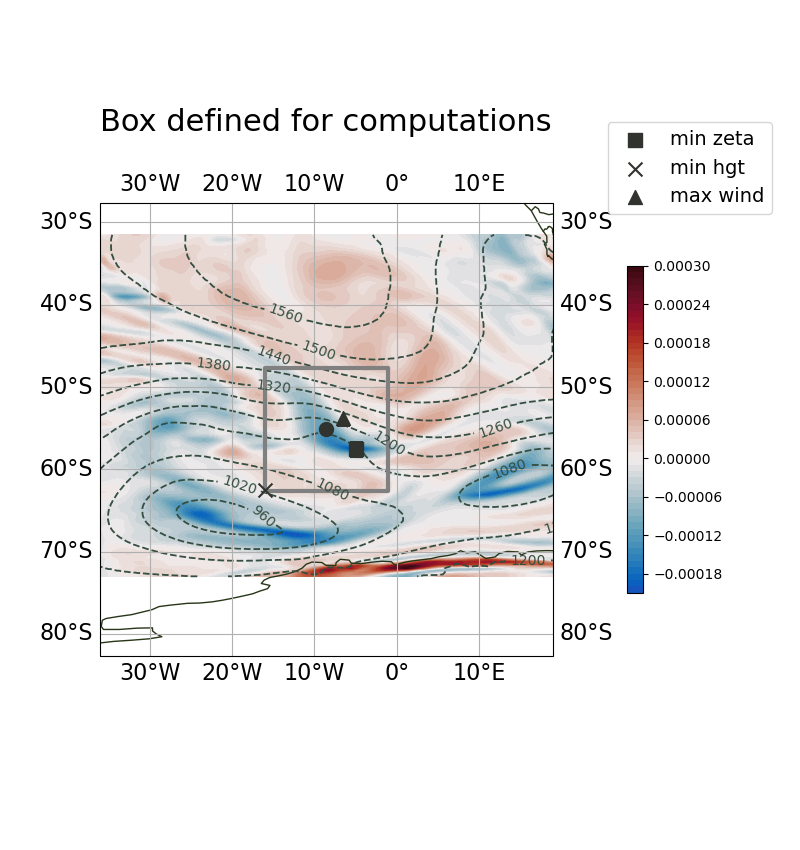 Box defined for computations
min zeta
min hgt
max wind
30°W 20°W 10°W 0° 10°E
30°S 30°S
40°S 40°S
50°S 50°S
60°S 60°S
70°S 70°S
80°S 80°S
30°W 20°W 10°W 0° 10°E
1560
1500
1440
1380
1320
1260
1200
1080
1080
1020
960
1200
0.00030
0.00024
0.00018
0.00012
0.00006
0.00000
−0.00006
−0.00012
−0.00018